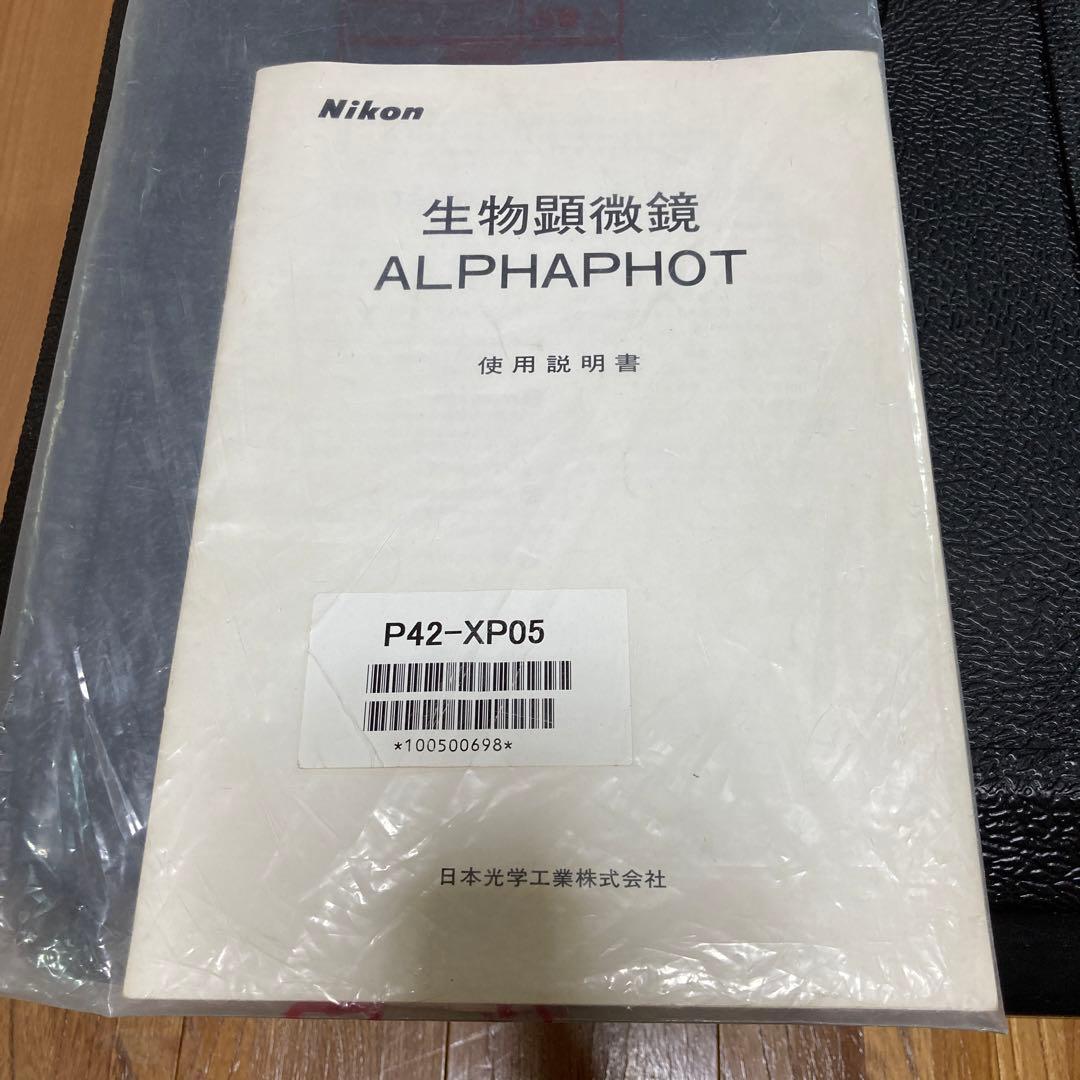 Nikon
生物顕微鏡
ALPHAPHOT
使用説明書
P42-XP05
*100500698*
日本光学工業株式会社